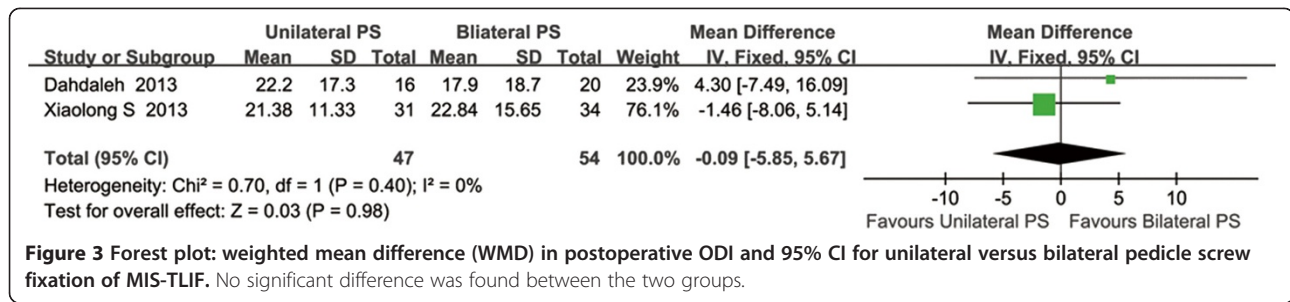 Unilateral PS Bliateral PS Mean Difference Mean Difference
Study or Subgroup Mean SD Total Mean SD Total Weight IV, Fixed, 95% CI IV, Fixed, 95% CI
Dahdaleh 2013 22.2 17.3 16 17.9 18.7 20 23.9% 4.30 [-7.49, 16.09]
Xiaolong S 2013 21.38 11.33 31 22.84 15.65 34 76.1% -1.46 [-8.06, 5.14]
Total (95% CI) 47 54 100.0% -0.09 [-5.85, 5.67]
Heterogeneity: Chi² = 0.70, df = 1 (P = 0.40); I² = 0%
Test for overall effect: Z = 0.03 (P = 0.98)
-10 -5 0 5 10
Favours Unilateral PS Favours Bilateral PS
Figure 3 Forest plot: weighted mean difference (WMD) in postoperative ODI and 95% CI for unilateral versus bilateral pedicle screw
fixation of MIS-TLIF. No significant difference was found between the two groups.